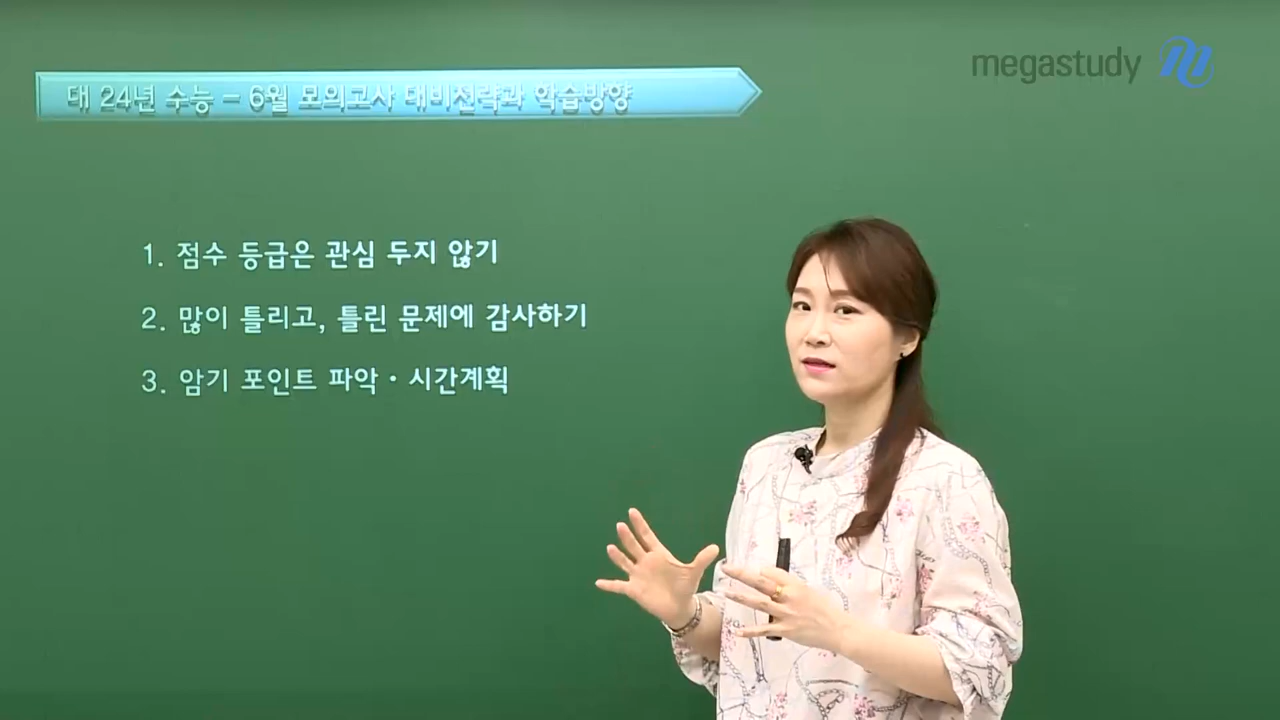 megastudy
대 24년 수능 - 6월 모의고사 대비전략과 학습방향
1. 점수 등급은 관심 두지 않기
2. 많이 틀리고, 틀린 문제에 감사하기
3. 암기 포인트 파악·시간계획